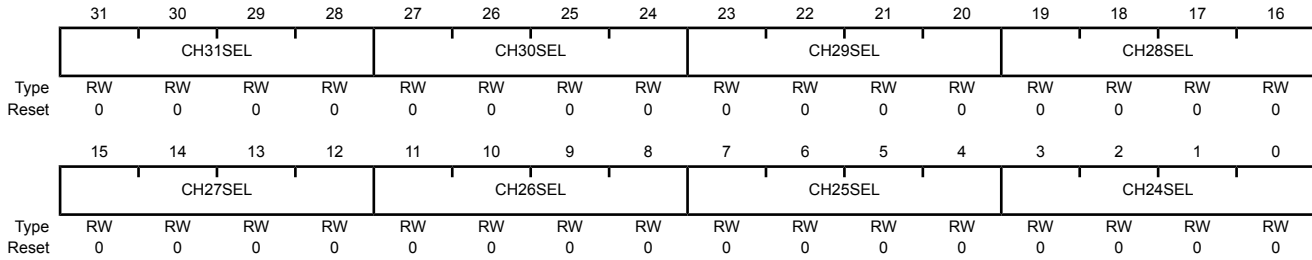 31 30 29 28 27 26 25 24 23 22 21 20 19 18 17 16
CH31SEL CH30SEL CH29SEL CH28SEL
Type RW RW RW RW RW RW RW RW RW RW RW RW RW RW RW RW
Reset 0 0 0 0 0 0 0 0 0 0 0 0 0 0 0 0
15 14 13 12 11 10 9 8 7 6 5 4 3 2 1 0
CH27SEL CH26SEL CH25SEL CH24SEL
Type RW RW RW RW RW RW RW RW RW RW RW RW RW RW RW RW
Reset 0 0 0 0 0 0 0 0 0 0 0 0 0 0 0 0